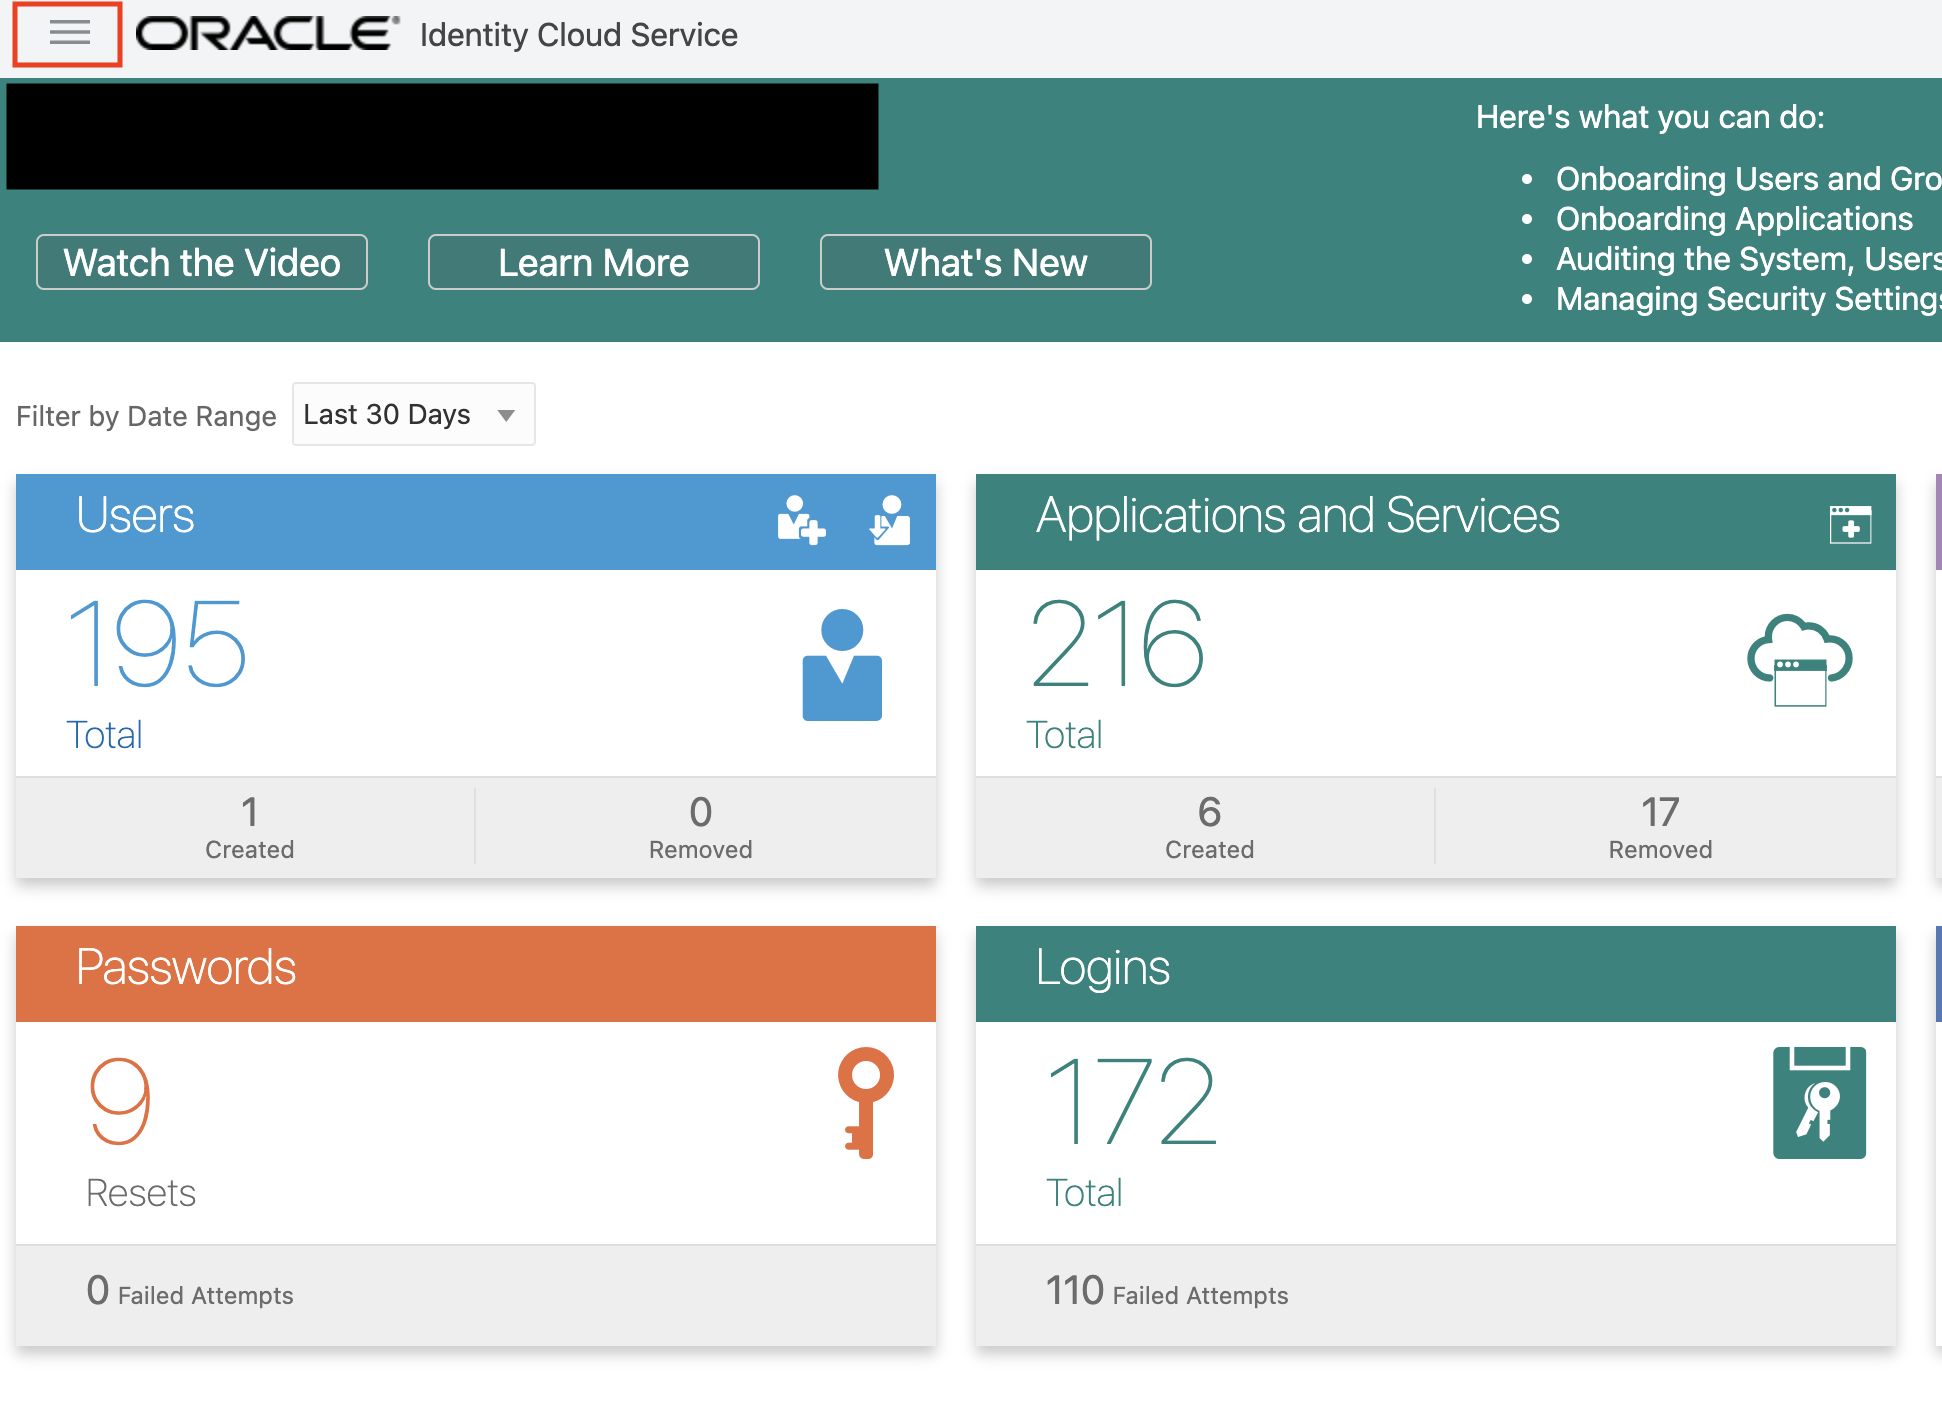 ORACLE® Identity Cloud Service
Here's what you can do:
• Onboarding Users and Gro
• Onboarding Applications
• Auditing the System, Users
• Managing Security Settings
Watch the Video
Learn More
What's New
Filter by Date Range
Last 30 Days
Users
195
Total
1
Created
0
Removed
Applications and Services
216
Total
6
Created
17
Removed
Passwords
9
Resets
0 Failed Attempts
Logins
172
Total
110 Failed Attempts